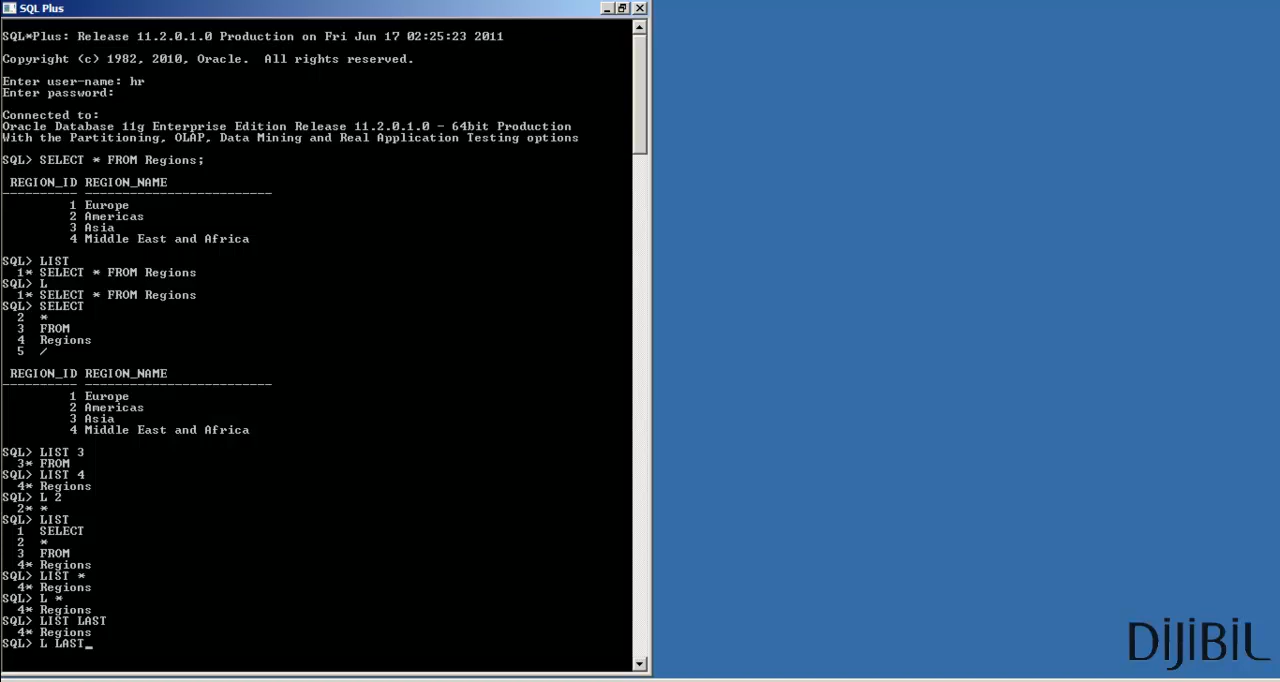 SQL Plus
SQL*Plus: Release 11.2.0.1.0 Production on Fri Jun 17 02:25:23 2011
Copyright (c) 1982, 2010, Oracle.  All rights reserved.
Enter user-name: hr
Enter password:
Connected to:
Oracle Database 11g Enterprise Edition Release 11.2.0.1.0 - 64bit Production
With the Partitioning, OLAP, Data Mining and Real Application Testing options
SQL> SELECT * FROM Regions;
REGION_ID REGION_NAME
---------- -------------------------
1 Europe
2 Americas
3 Asia
4 Middle East and Africa
SQL> LIST
1* SELECT * FROM Regions
SQL> L
1* SELECT * FROM Regions
SQL> SELECT
2  *
3  FROM
4  Regions
5  /
REGION_ID REGION_NAME
---------- -------------------------
1 Europe
2 Americas
3 Asia
4 Middle East and Africa
SQL> LIST 3
3* FROM
SQL> LIST 4
4* Regions
SQL> L 2
2* *
SQL> LIST
1  SELECT
2  *
3  FROM
4* Regions
SQL> LIST *
4* Regions
SQL> L *
4* Regions
SQL> LIST LAST
4* Regions
SQL> L LAST_
DIJIBIL